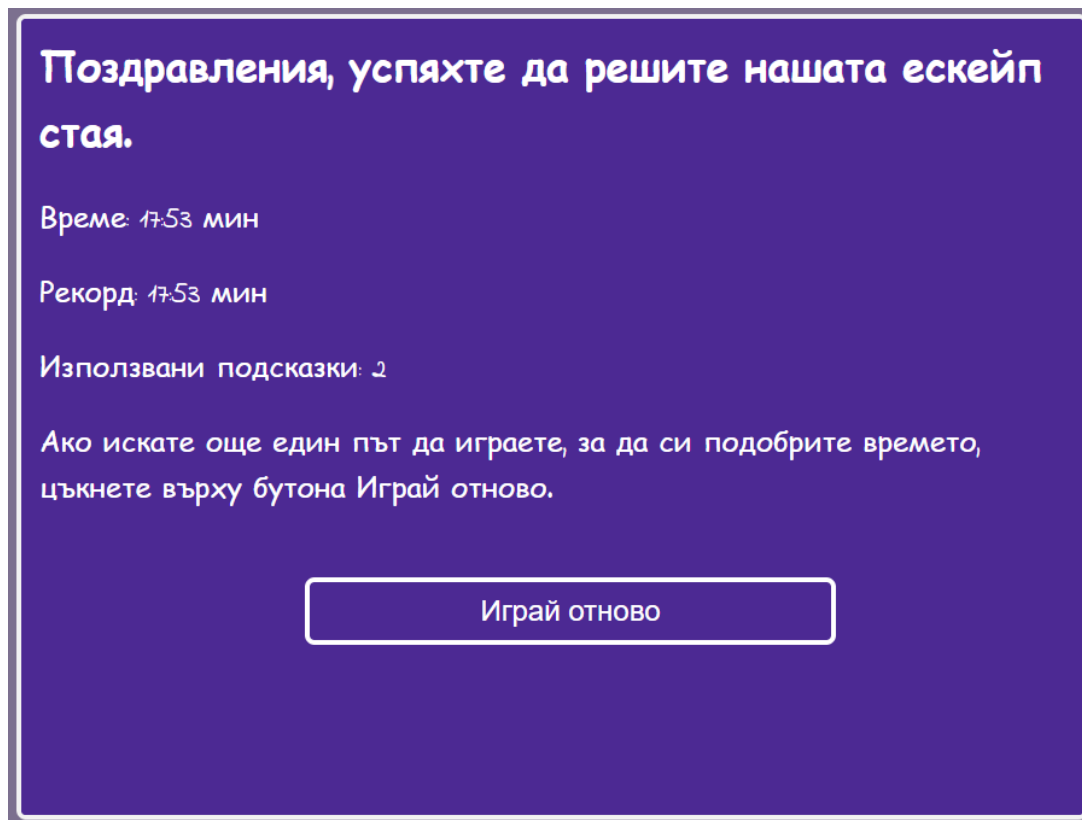 Поздравления, успяхте да решите нашата ескейп
стая.
Време: 17:53 мин
Рекорд: 17:53 мин
Използвани подсказки: 2
Ако искате още един път да играете, за да си подобрите времето,
цъкнете върху бутона Играй отново.
Играй отново